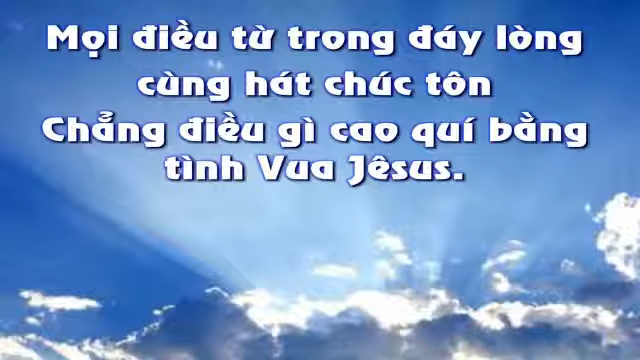 Mọi điều từ trong đáy lòng
cùng hát chúc tôn
Chẳng điều gì cao quí bằng
tình Vua Jêsus.